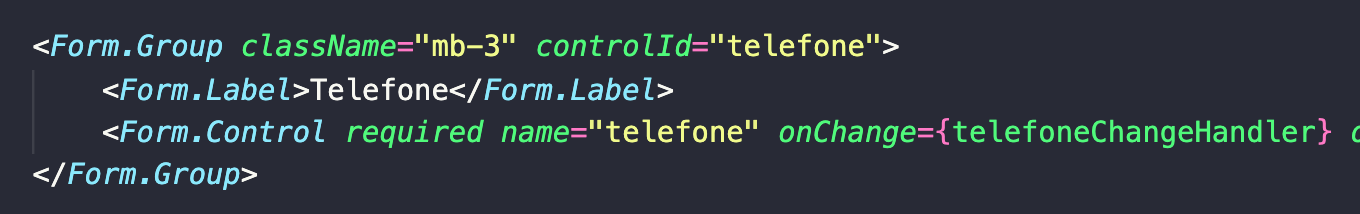 <Form.Group className="mb-3" controlId="telefone">
<Form.Label>Telefone</Form.Label>
<Form.Control required name="telefone" onChange={telefoneChangeHandler}
</Form.Group>